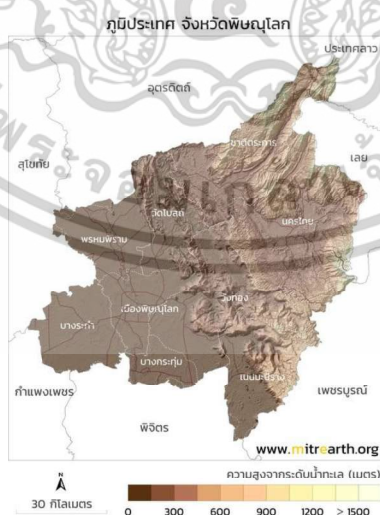 ภูมิประเทศ จังหวัดพิษณุโลก
ประเทศลาว
อุตรดิตถ์
สุโขทัย
ชาติตระการ
เลย
วัดโบสถ์
นครไทย
พรหมพิราม
วังทอง
เมืองพิษณุโลก
บางระกำ
บางกระทุ่ม
เนินมะปราง
กำแพงเพชร
เพชรบูรณ์
พิจิตร
www.mitrearth.org
N
ความสูงจากระดับน้ำทะเล (เมตร)
30 กิโลเมตร
0 300 600 900 1200 > 1500